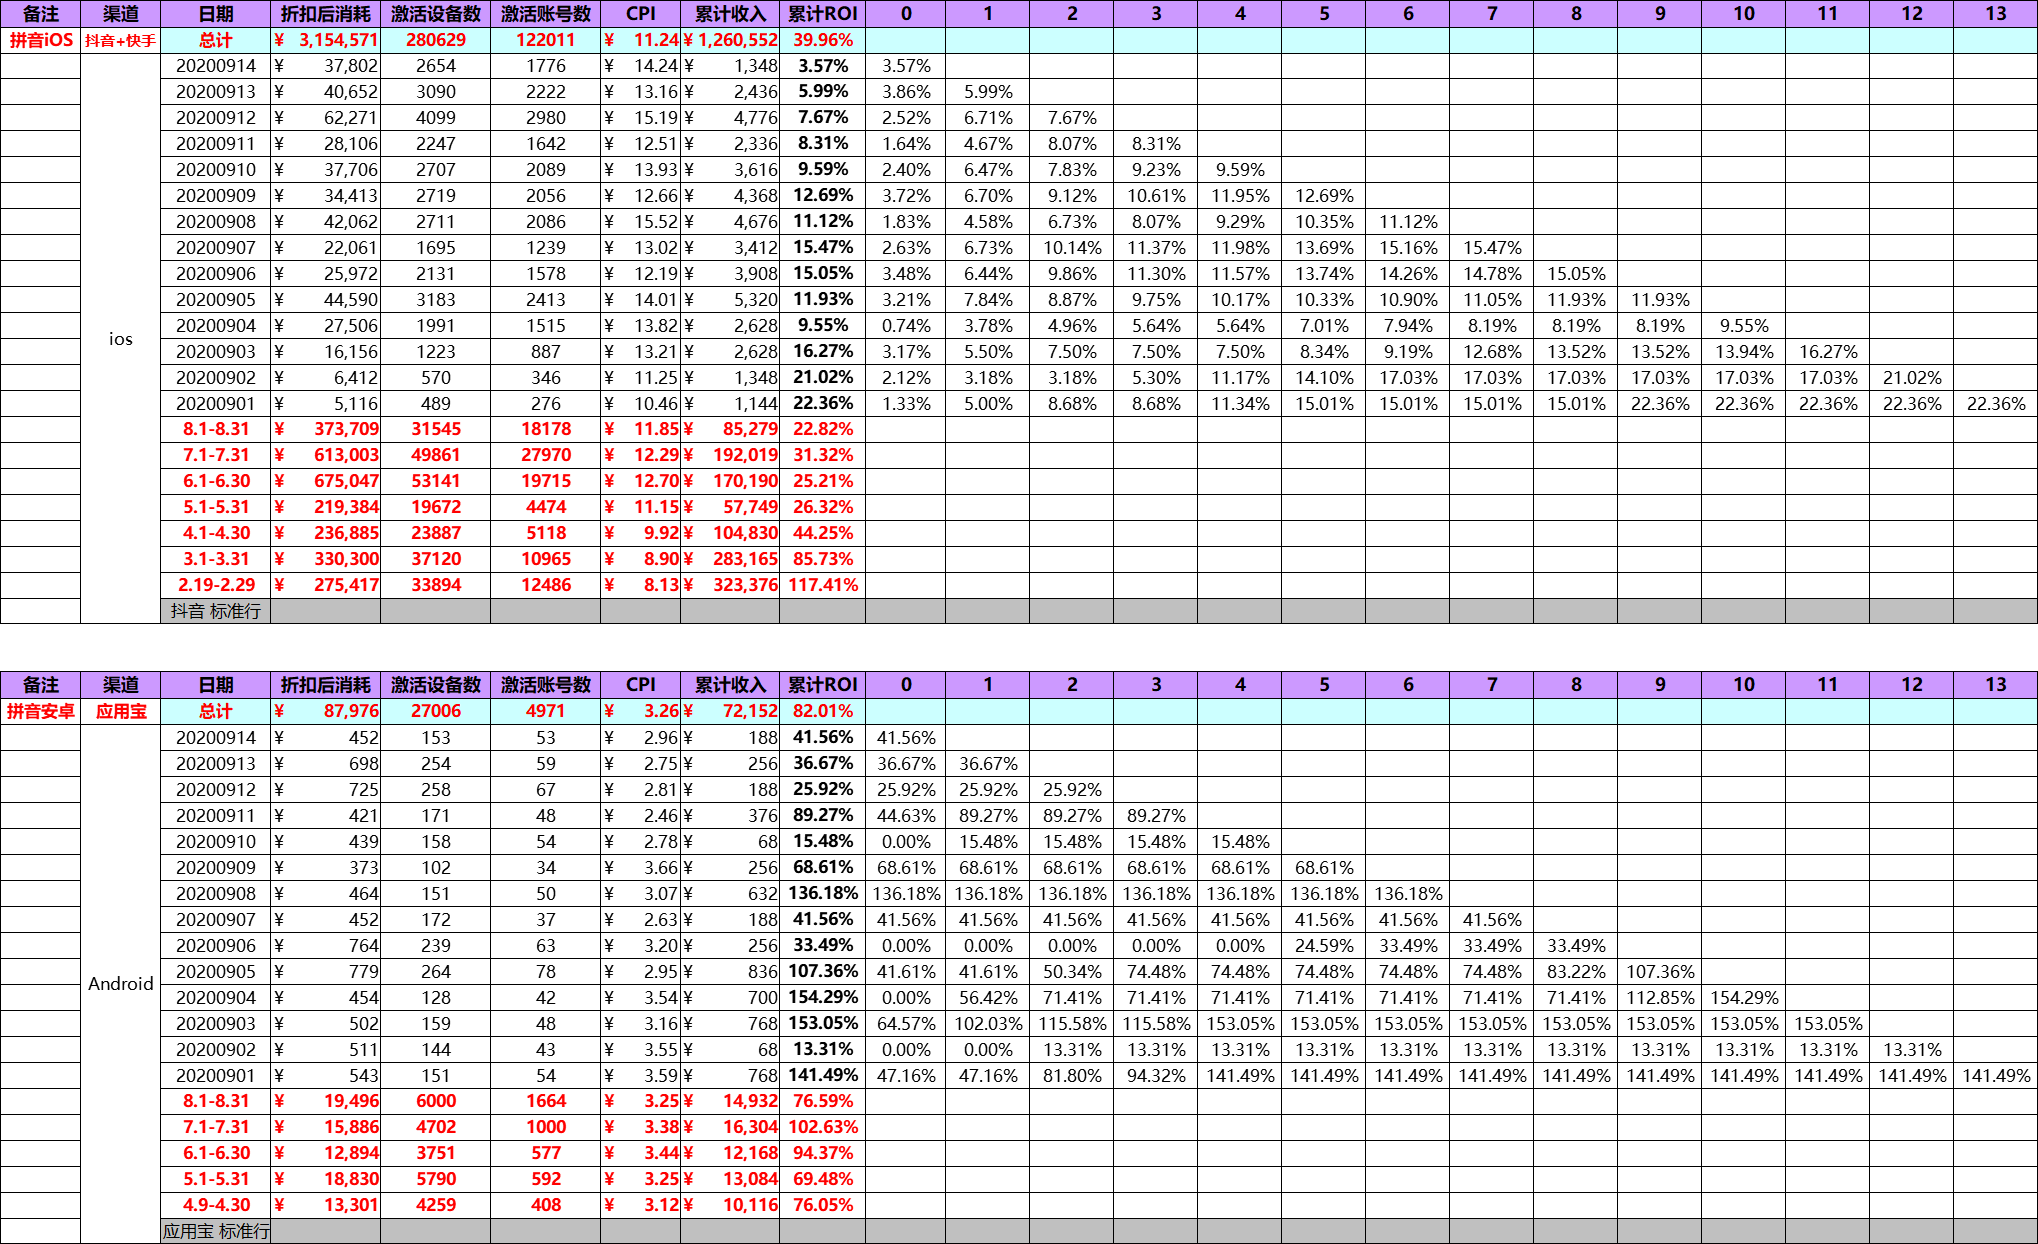 备注 渠道 日期 折扣后消耗 激活设备数 激活账号数 CPI 累计收入 累计ROI 0 1 2 3 4 5 6 7 8 9 10 11 12 13
拼音iOS 抖音+快手 总计 ¥ 3,154,571 280629 122011 ¥ 11.24 ¥ 1,260,552 39.96%
20200914 ¥ 37,802 2654 1776 ¥ 14.24 ¥ 1,348 3.57% 3.57%
20200913 ¥ 40,652 3090 2222 ¥ 13.16 ¥ 2,436 5.99% 3.86% 5.99%
20200912 ¥ 62,271 4099 2980 ¥ 15.19 ¥ 4,776 7.67% 2.52% 6.71% 7.67%
20200911 ¥ 28,106 2247 1642 ¥ 12.51 ¥ 2,336 8.31% 1.64% 4.67% 8.07% 8.31%
20200910 ¥ 37,706 2707 2089 ¥ 13.93 ¥ 3,616 9.59% 2.40% 6.47% 7.83% 9.23% 9.59%
20200909 ¥ 34,413 2719 2056 ¥ 12.66 ¥ 4,368 12.69% 3.72% 6.70% 9.12% 10.61% 11.95% 12.69%
20200908 ¥ 42,062 2711 2086 ¥ 15.52 ¥ 4,676 11.12% 1.83% 4.58% 6.73% 8.07% 9.29% 10.35% 11.12%
20200907 ¥ 22,061 1695 1239 ¥ 13.02 ¥ 3,412 15.47% 2.63% 6.73% 10.14% 11.37% 11.98% 13.69% 15.16% 15.47%
20200906 ¥ 25,972 2131 1578 ¥ 12.19 ¥ 3,908 15.05% 3.48% 6.44% 9.86% 11.30% 11.57% 13.74% 14.26% 14.78% 15.05%
20200905 ¥ 44,590 3183 2413 ¥ 14.01 ¥ 5,320 11.93% 3.21% 7.84% 8.87% 9.75% 10.17% 10.33% 10.90% 11.05% 11.93% 11.93%
20200904 ¥ 27,506 1991 1515 ¥ 13.82 ¥ 2,628 9.55% 0.74% 3.78% 4.96% 5.64% 5.64% 7.01% 7.94% 8.19% 8.19% 8.19% 9.55%
ios
20200903 ¥ 16,156 1223 887 ¥ 13.21 ¥ 2,628 16.27% 3.17% 5.50% 7.50% 7.50% 7.50% 8.34% 9.19% 12.68% 13.52% 13.52% 13.94% 16.27%
20200902 ¥ 6,412 570 346 ¥ 11.25 ¥ 1,348 21.02% 2.12% 3.18% 3.18% 5.30% 11.17% 14.10% 17.03% 17.03% 17.03% 17.03% 17.03% 17.03% 21.02%
20200901 ¥ 5,116 489 276 ¥ 10.46 ¥ 1,144 22.36% 1.33% 5.00% 8.68% 8.68% 11.34% 15.01% 15.01% 15.01% 15.01% 22.36% 22.36% 22.36% 22.36% 22.36%
8.1-8.31 ¥ 373,709 31545 18178 ¥ 11.85 ¥ 85,279 22.82%
7.1-7.31 ¥ 613,003 49861 27970 ¥ 12.29 ¥ 192,019 31.32%
6.1-6.30 ¥ 675,047 53141 19715 ¥ 12.70 ¥ 170,190 25.21%
5.1-5.31 ¥ 219,384 19672 4474 ¥ 11.15 ¥ 57,749 26.32%
4.1-4.30 ¥ 236,885 23887 5118 ¥ 9.92 ¥ 104,830 44.25%
3.1-3.31 ¥ 330,300 37120 10965 ¥ 8.90 ¥ 283,165 85.73%
2.19-2.29 ¥ 275,417 33894 12486 ¥ 8.13 ¥ 323,376 117.41%
抖音 标准行
备注 渠道 日期 折扣后消耗 激活设备数 激活账号数 CPI 累计收入 累计ROI 0 1 2 3 4 5 6 7 8 9 10 11 12 13
拼音安卓 应用宝 总计 ¥ 87,976 27006 4971 ¥ 3.26 ¥ 72,152 82.01%
20200914 ¥ 452 153 53 ¥ 2.96 ¥ 188 41.56% 41.56%
20200913 ¥ 698 254 59 ¥ 2.75 ¥ 256 36.67% 36.67% 36.67%
20200912 ¥ 725 258 67 ¥ 2.81 ¥ 188 25.92% 25.92% 25.92% 25.92%
20200911 ¥ 421 171 48 ¥ 2.46 ¥ 376 89.27% 44.63% 89.27% 89.27% 89.27%
20200910 ¥ 439 158 54 ¥ 2.78 ¥ 68 15.48% 0.00% 15.48% 15.48% 15.48% 15.48%
20200909 ¥ 373 102 34 ¥ 3.66 ¥ 256 68.61% 68.61% 68.61% 68.61% 68.61% 68.61% 68.61%
20200908 ¥ 464 151 50 ¥ 3.07 ¥ 632 136.18% 136.18% 136.18% 136.18% 136.18% 136.18% 136.18% 136.18%
20200907 ¥ 452 172 37 ¥ 2.63 ¥ 188 41.56% 41.56% 41.56% 41.56% 41.56% 41.56% 41.56% 41.56% 41.56%
20200906 ¥ 764 239 63 ¥ 3.20 ¥ 256 33.49% 0.00% 0.00% 0.00% 0.00% 0.00% 24.59% 33.49% 33.49% 33.49%
20200905 ¥ 779 264 78 ¥ 2.95 ¥ 836 107.36% 41.61% 41.61% 50.34% 74.48% 74.48% 74.48% 74.48% 74.48% 83.22% 107.36%
Android
20200904 ¥ 454 128 42 ¥ 3.54 ¥ 700 154.29% 0.00% 56.42% 71.41% 71.41% 71.41% 71.41% 71.41% 71.41% 71.41% 112.85% 154.29%
20200903 ¥ 502 159 48 ¥ 3.16 ¥ 768 153.05% 64.57% 102.03% 115.58% 115.58% 153.05% 153.05% 153.05% 153.05% 153.05% 153.05% 153.05% 153.05%
20200902 ¥ 511 144 43 ¥ 3.55 ¥ 68 13.31% 0.00% 0.00% 13.31% 13.31% 13.31% 13.31% 13.31% 13.31% 13.31% 13.31% 13.31% 13.31% 13.31%
20200901 ¥ 543 151 54 ¥ 3.59 ¥ 768 141.49% 47.16% 47.16% 81.80% 94.32% 141.49% 141.49% 141.49% 141.49% 141.49% 141.49% 141.49% 141.49% 141.49% 141.49%
8.1-8.31 ¥ 19,496 6000 1664 ¥ 3.25 ¥ 14,932 76.59%
7.1-7.31 ¥ 15,886 4702 1000 ¥ 3.38 ¥ 16,304 102.63%
6.1-6.30 ¥ 12,894 3751 577 ¥ 3.44 ¥ 12,168 94.37%
5.1-5.31 ¥ 18,830 5790 592 ¥ 3.25 ¥ 13,084 69.48%
4.9-4.30 ¥ 13,301 4259 408 ¥ 3.12 ¥ 10,116 76.05%
应用宝 标准行